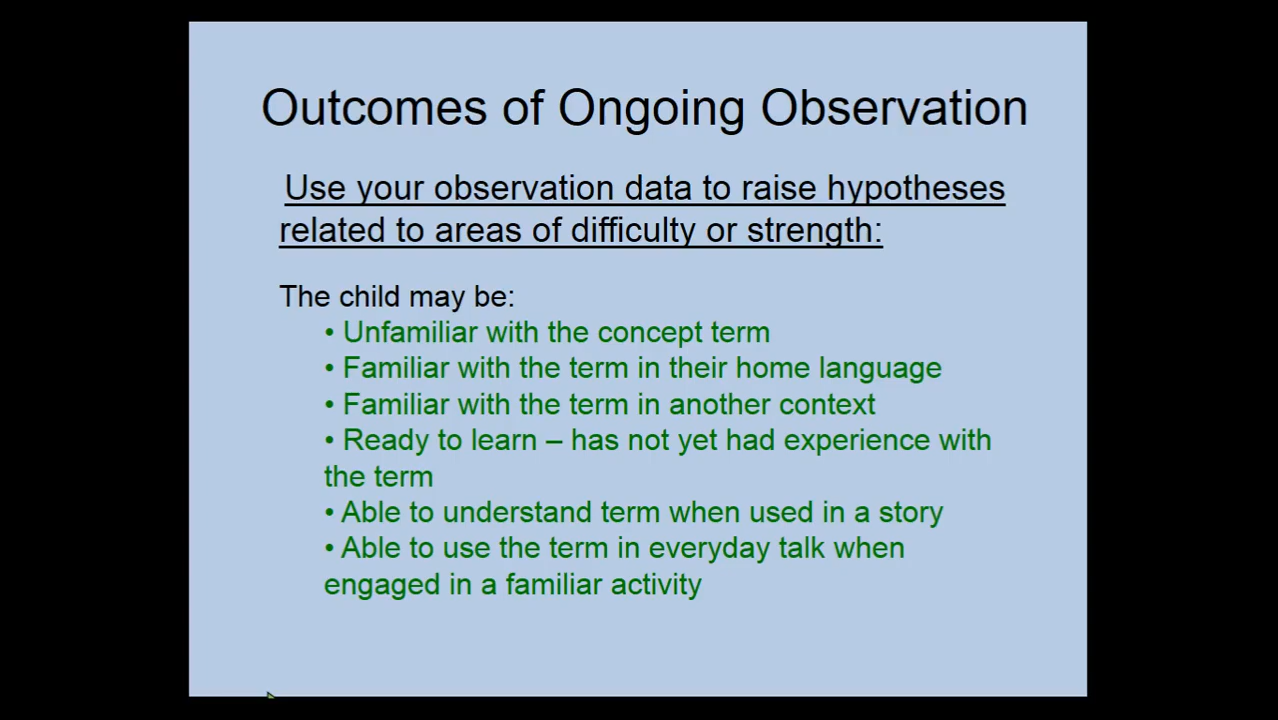 Outcomes of Ongoing Observation
Use your observation data to raise hypotheses
related to areas of difficulty or strength:
The child may be:
• Unfamiliar with the concept term
• Familiar with the term in their home language
• Familiar with the term in another context
• Ready to learn – has not yet had experience with
the term
• Able to understand term when used in a story
• Able to use the term in everyday talk when
engaged in a familiar activity